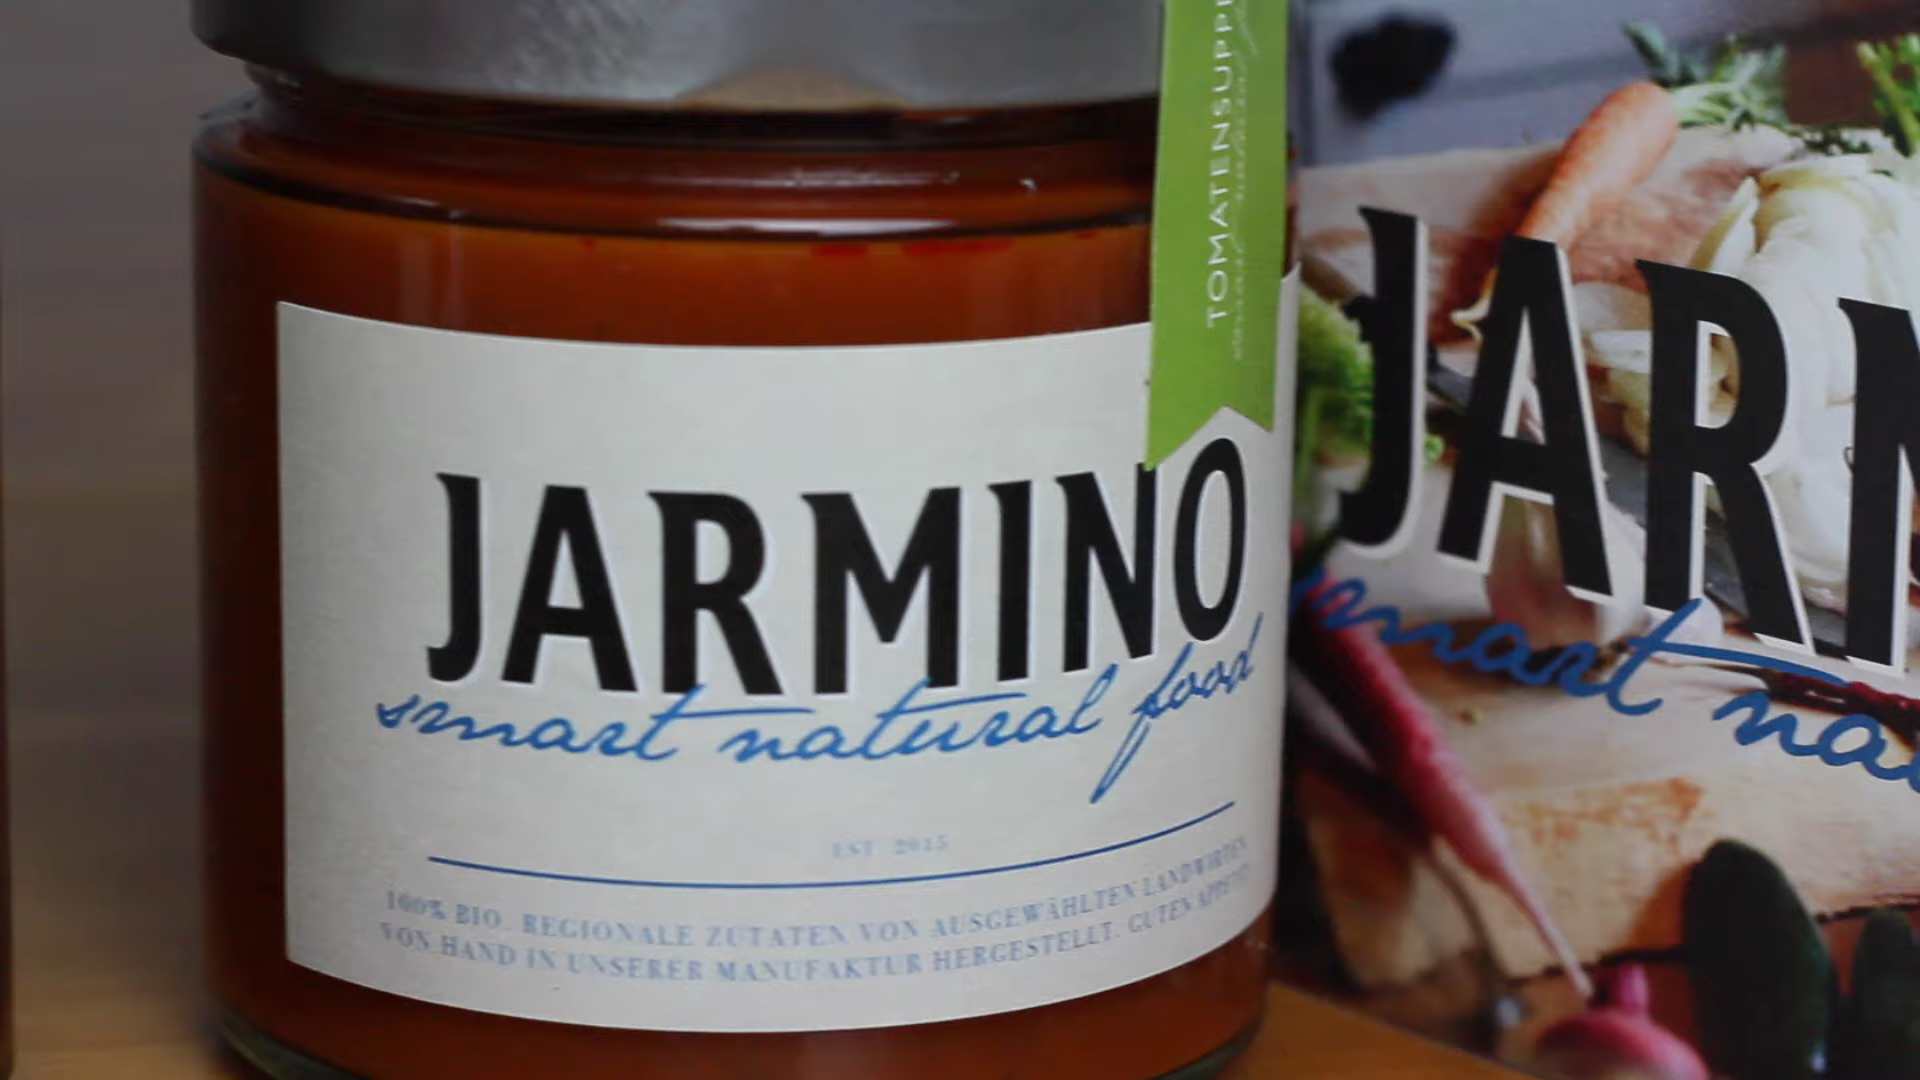 TOMATENSUPP
JARMINO
smart natural food
EST 2015
100% BIO. REGIONALE ZUTATEN VON AUSGEWÄHLTEN LANDWIRTEN.
VON HAND IN UNSERER MANUFAKTUR HERGESTELLT. GUTEN APPETIT!
JARM
smart na